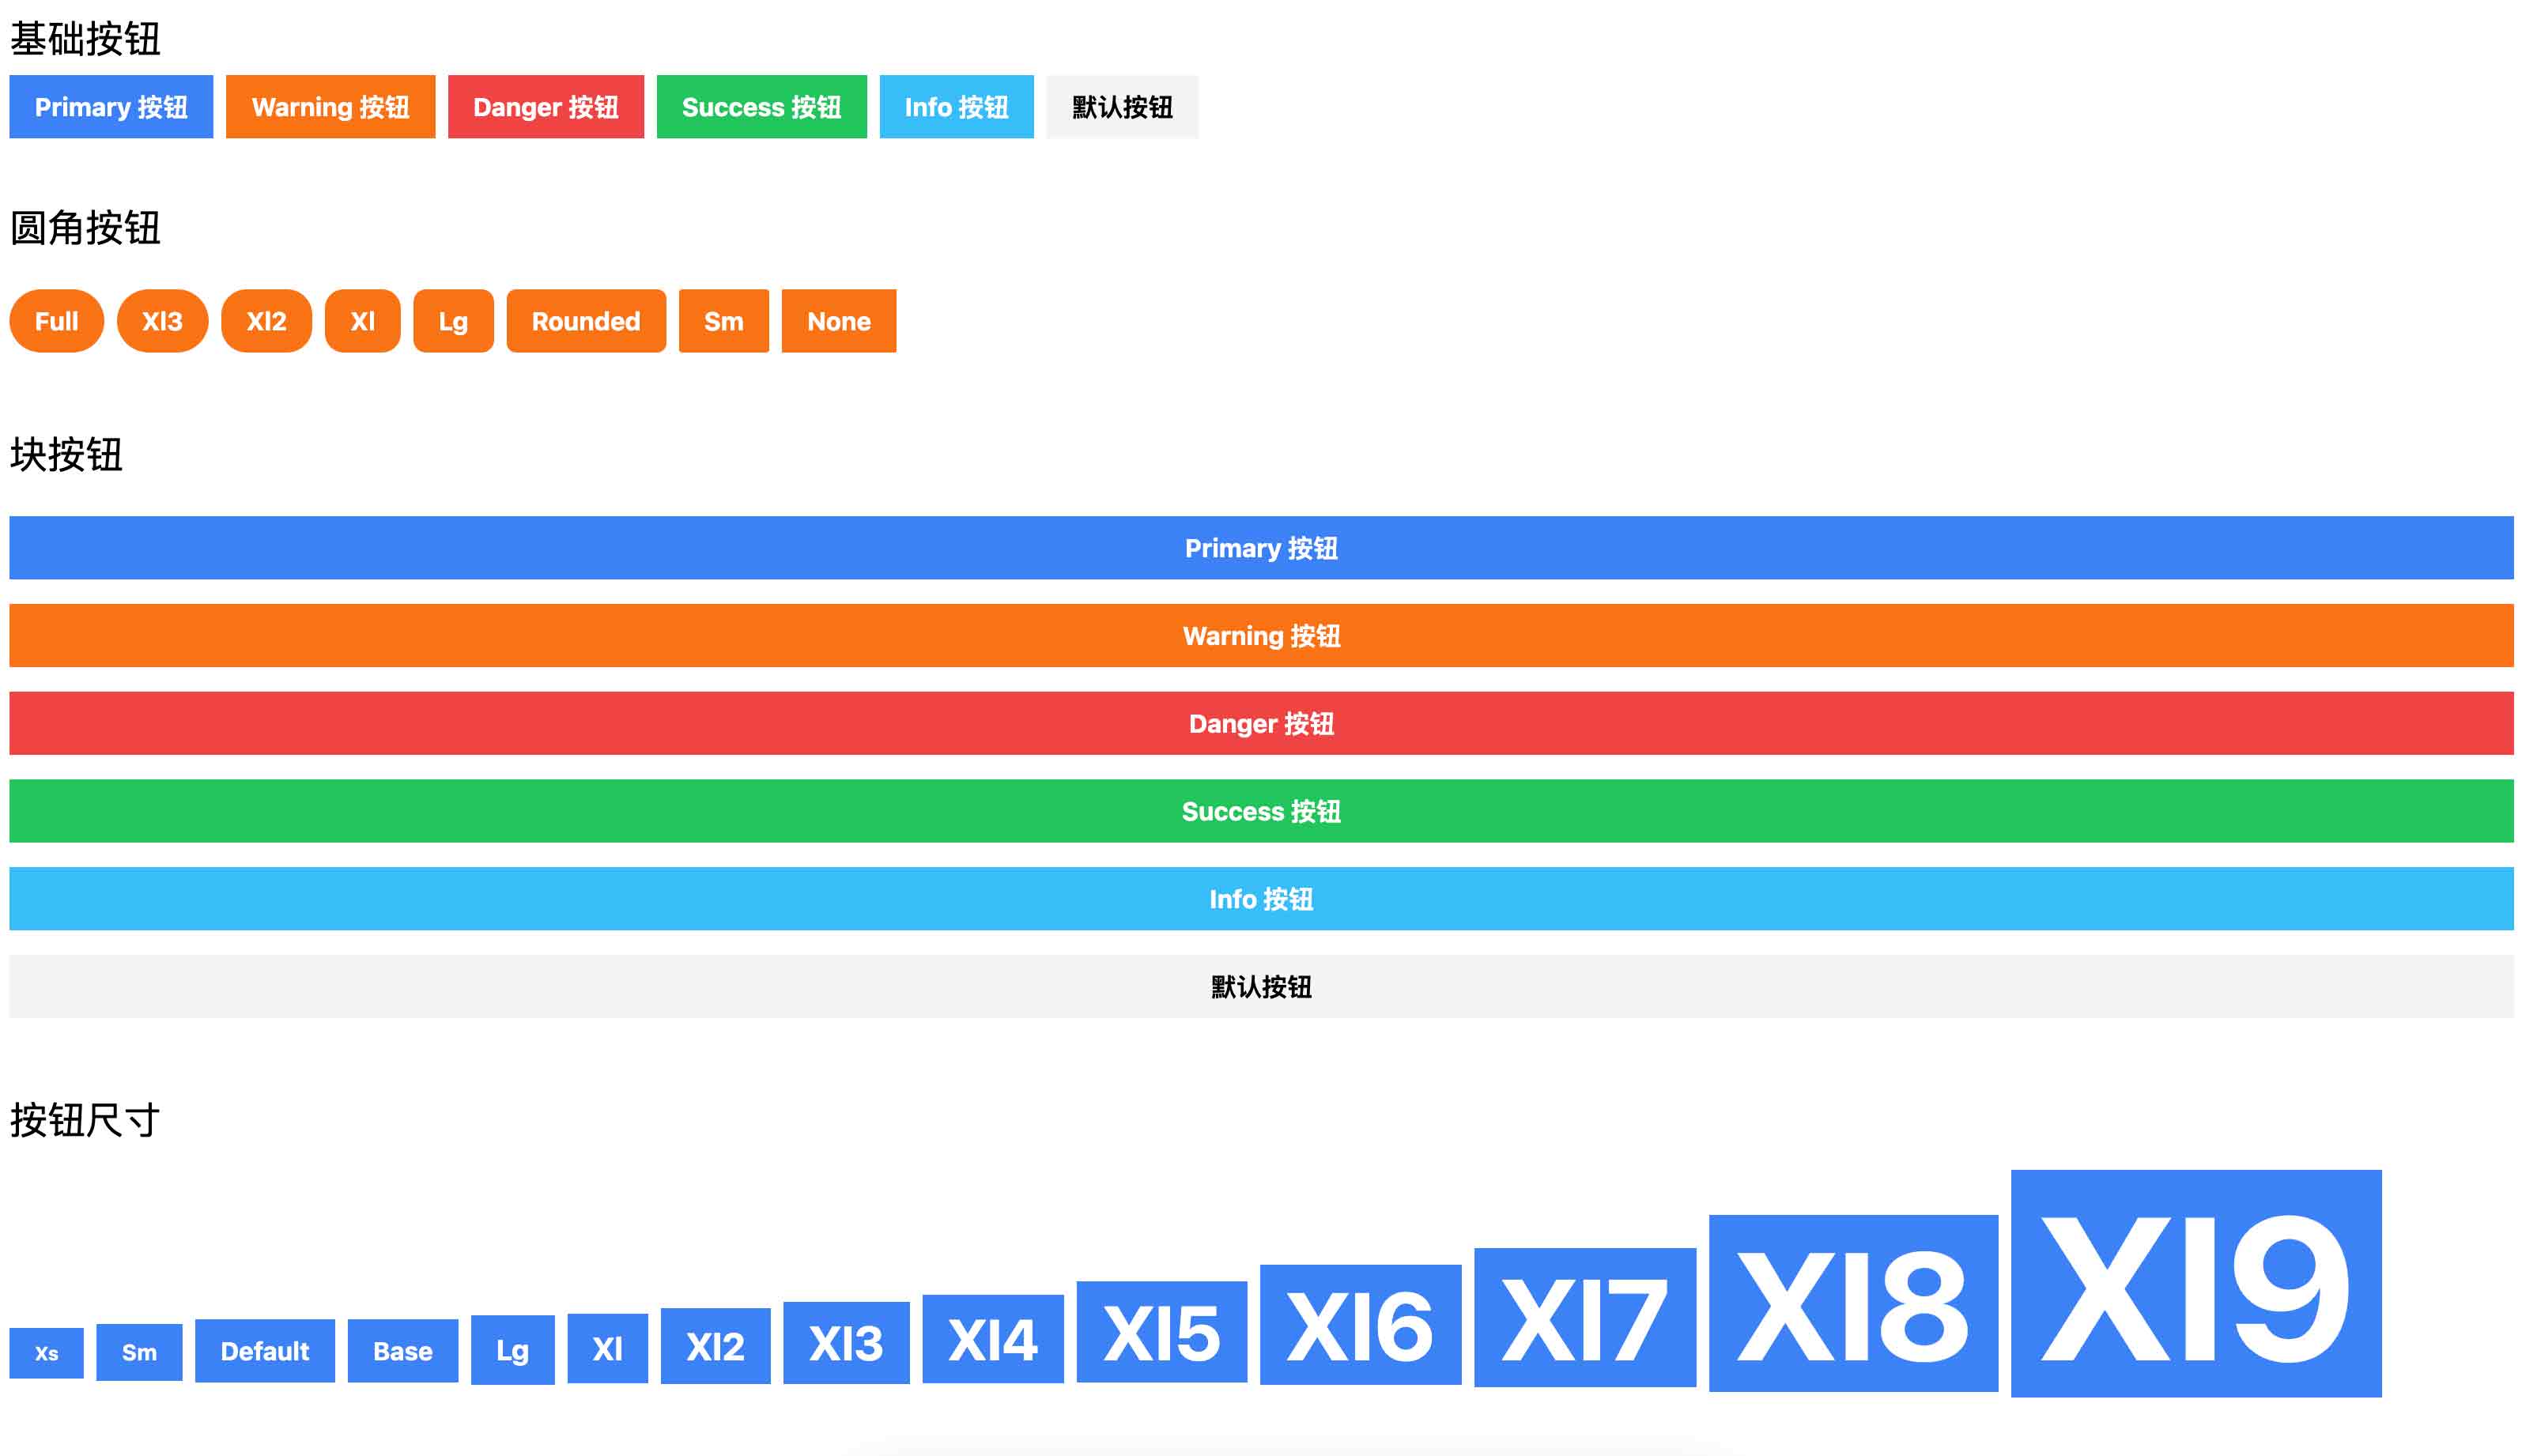 基础按钮
Primary 按钮 Warning 按钮 Danger 按钮 Success 按钮 Info 按钮 默认按钮
圆角按钮
Full Xl3 Xl2 Xl Lg Rounded Sm None
块按钮
Primary 按钮
Warning 按钮
Danger 按钮
Success 按钮
Info 按钮
默认按钮
按钮尺寸
Xs Sm Default Base Lg Xl Xl2 Xl3 Xl4 Xl5 Xl6 Xl7 Xl8 Xl9